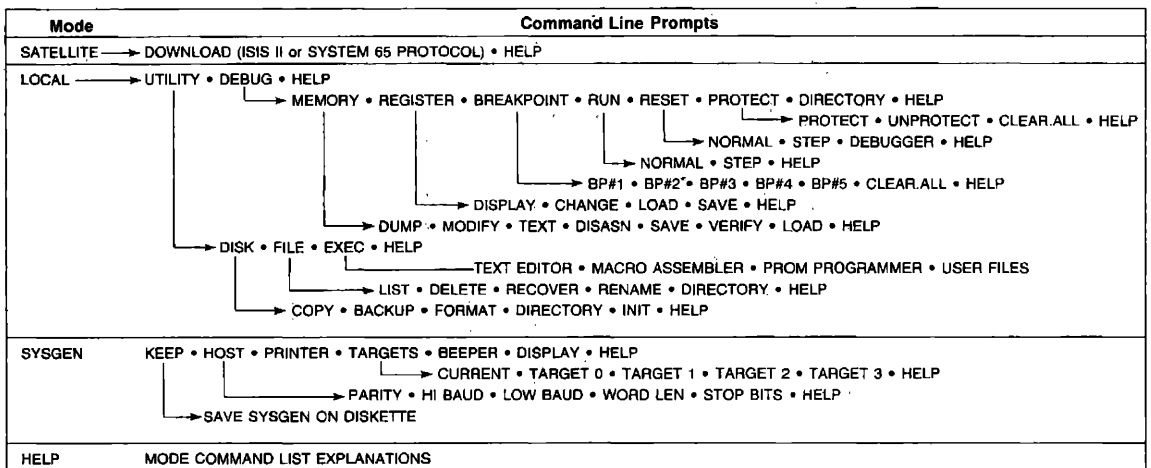 Mode Command Line Prompts
SATELLITE → DOWNLOAD (ISIS II or SYSTEM 65 PROTOCOL) • HELP
LOCAL → UTILITY • DEBUG • HELP
MEMORY • REGISTER • BREAKPOINT • RUN • RESET • PROTECT • DIRECTORY • HELP
PROTECT • UNPROTECT • CLEAR.ALL • HELP
NORMAL • STEP • DEBUGGER • HELP
NORMAL • STEP • HELP
BP#1 • BP#2 • BP#3 • BP#4 • BP#5 • CLEAR.ALL • HELP
DISPLAY • CHANGE • LOAD • SAVE • HELP
DUMP • MODIFY • TEXT • DISASN • SAVE • VERIFY • LOAD • HELP
DISK • FILE • EXEC • HELP
TEXT EDITOR • MACRO ASSEMBLER • PROM PROGRAMMER • USER FILES
LIST • DELETE • RECOVER • RENAME • DIRECTORY • HELP
COPY • BACKUP • FORMAT • DIRECTORY • INIT • HELP
SYSGEN KEEP • HOST • PRINTER • TARGETS • BEEPER • DISPLAY • HELP
CURRENT • TARGET 0 • TARGET 1 • TARGET 2 • TARGET 3 • HELP
PARITY • HI BAUD • LOW BAUD • WORD LEN • STOP BITS • HELP
SAVE SYSGEN ON DISKETTE
HELP MODE COMMAND LIST EXPLANATIONS